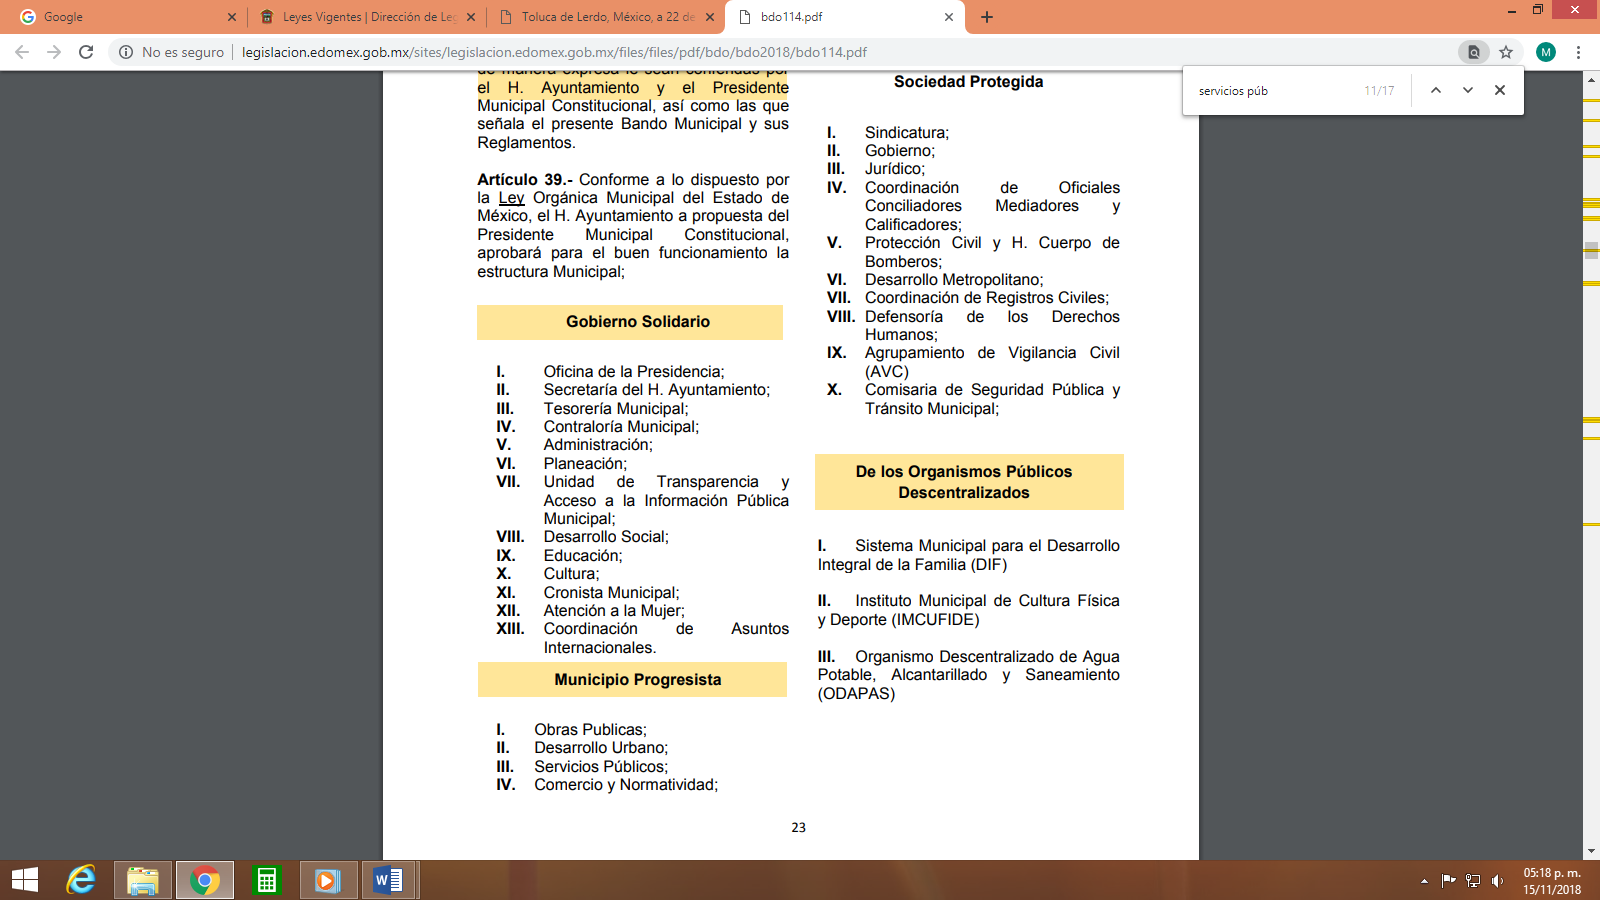 Google
Leyes Vigentes | Dirección de Leg
Toluca de Lerdo, México, a 22 de
bdo114.pdf
No es seguro
legislacion.edomex.gob.mx/sites/legislacion.edomex.gob.mx/files/files/pdf/bdo/bdo2018/bdo114.pdf
M
servicios púb
11/17
de manera expresa le sean conferidas por
el H. Ayuntamiento y el Presidente
Municipal Constitucional, así como las que
señala el presente Bando Municipal y sus
Reglamentos.
Artículo 39.- Conforme a lo dispuesto por
la Ley Orgánica Municipal del Estado de
México, el H. Ayuntamiento a propuesta del
Presidente Municipal Constitucional,
aprobará para el buen funcionamiento la
estructura Municipal;
Gobierno Solidario
I. Oficina de la Presidencia;
II. Secretaría del H. Ayuntamiento;
III. Tesorería Municipal;
IV. Contraloría Municipal;
V. Administración;
VI. Planeación;
VII. Unidad de Transparencia y
Acceso a la Información Pública
Municipal;
VIII. Desarrollo Social;
IX. Educación;
X. Cultura;
XI. Cronista Municipal;
XII. Atención a la Mujer;
XIII. Coordinación de Asuntos
Internacionales.
Municipio Progresista
I. Obras Publicas;
II. Desarrollo Urbano;
III. Servicios Públicos;
IV. Comercio y Normatividad;
Sociedad Protegida
I. Sindicatura;
II. Gobierno;
III. Jurídico;
IV. Coordinación de Oficiales
Conciliadores Mediadores y
Calificadores;
V. Protección Civil y H. Cuerpo de
Bomberos;
VI. Desarrollo Metropolitano;
VII. Coordinación de Registros Civiles;
VIII. Defensoría de los Derechos
Humanos;
IX. Agrupamiento de Vigilancia Civil
(AVC)
X. Comisaria de Seguridad Pública y
Tránsito Municipal;
De los Organismos Públicos
Descentralizados
I. Sistema Municipal para el Desarrollo
Integral de la Familia (DIF)
II. Instituto Municipal de Cultura Física
y Deporte (IMCUFIDE)
III. Organismo Descentralizado de Agua
Potable, Alcantarillado y Saneamiento
(ODAPAS)
23
05:18 p. m.
15/11/2018